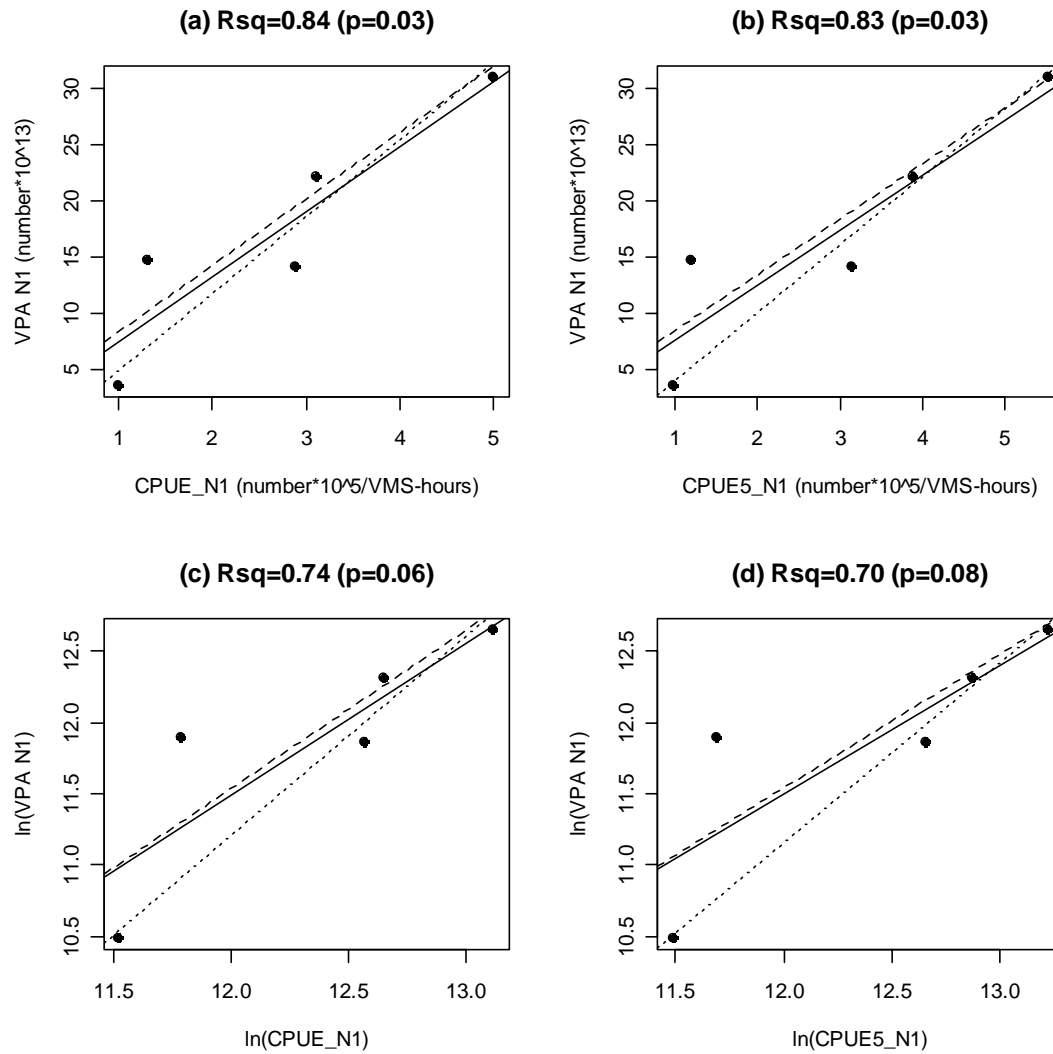 (a) Rsq=0.84 (p=0.03)
VPA N1 (number*10^13)
30
25
20
15
10
5
1 2 3 4 5
CPUE_N1 (number*10^5/VMS-hours)
(b) Rsq=0.83 (p=0.03)
VPA N1 (number*10^13)
30
25
20
15
10
5
1 2 3 4 5
CPUE5_N1 (number*10^5/VMS-hours)
(c) Rsq=0.74 (p=0.06)
ln(VPA N1)
12.5
12.0
11.5
11.0
10.5
11.5 12.0 12.5 13.0
ln(CPUE_N1)
(d) Rsq=0.70 (p=0.08)
ln(VPA N1)
12.5
12.0
11.5
11.0
10.5
11.5 12.0 12.5 13.0
ln(CPUE5_N1)